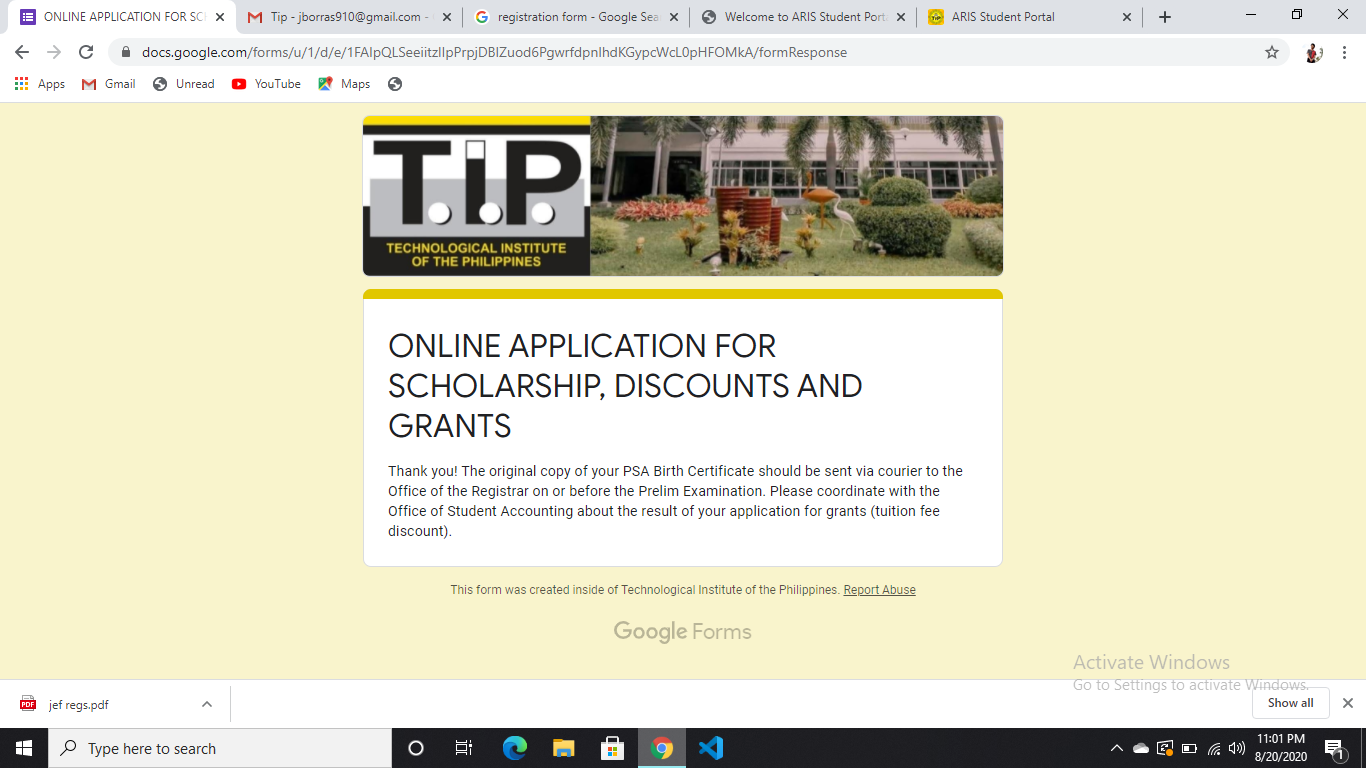 ONLINE APPLICATION FOR SCH
Tip - jborras910@gmail.com -
registration form - Google Sea
Welcome to ARIS Student Porta
ARIS Student Portal
docs.google.com/forms/u/1/d/e/1FAIpQLSeeiitzlIpPrpjDBIZuod6PgwrfdpnIhdKGypcWcL0pHFOMkA/formResponse
Apps
Gmail
Unread
YouTube
Maps
T.I.P.
TECHNOLOGICAL INSTITUTE
OF THE PHILIPPINES
ONLINE APPLICATION FOR
SCHOLARSHIP, DISCOUNTS AND
GRANTS
Thank you! The original copy of your PSA Birth Certificate should be sent via courier to the
Office of the Registrar on or before the Prelim Examination. Please coordinate with the
Office of Student Accounting about the result of your application for grants (tuition fee
discount).
This form was created inside of Technological Institute of the Philippines. Report Abuse
Google Forms
Activate Windows
Go to Settings to activate Windows.
PDF
jef regs.pdf
Show all
Type here to search
11:01 PM
8/20/2020
1